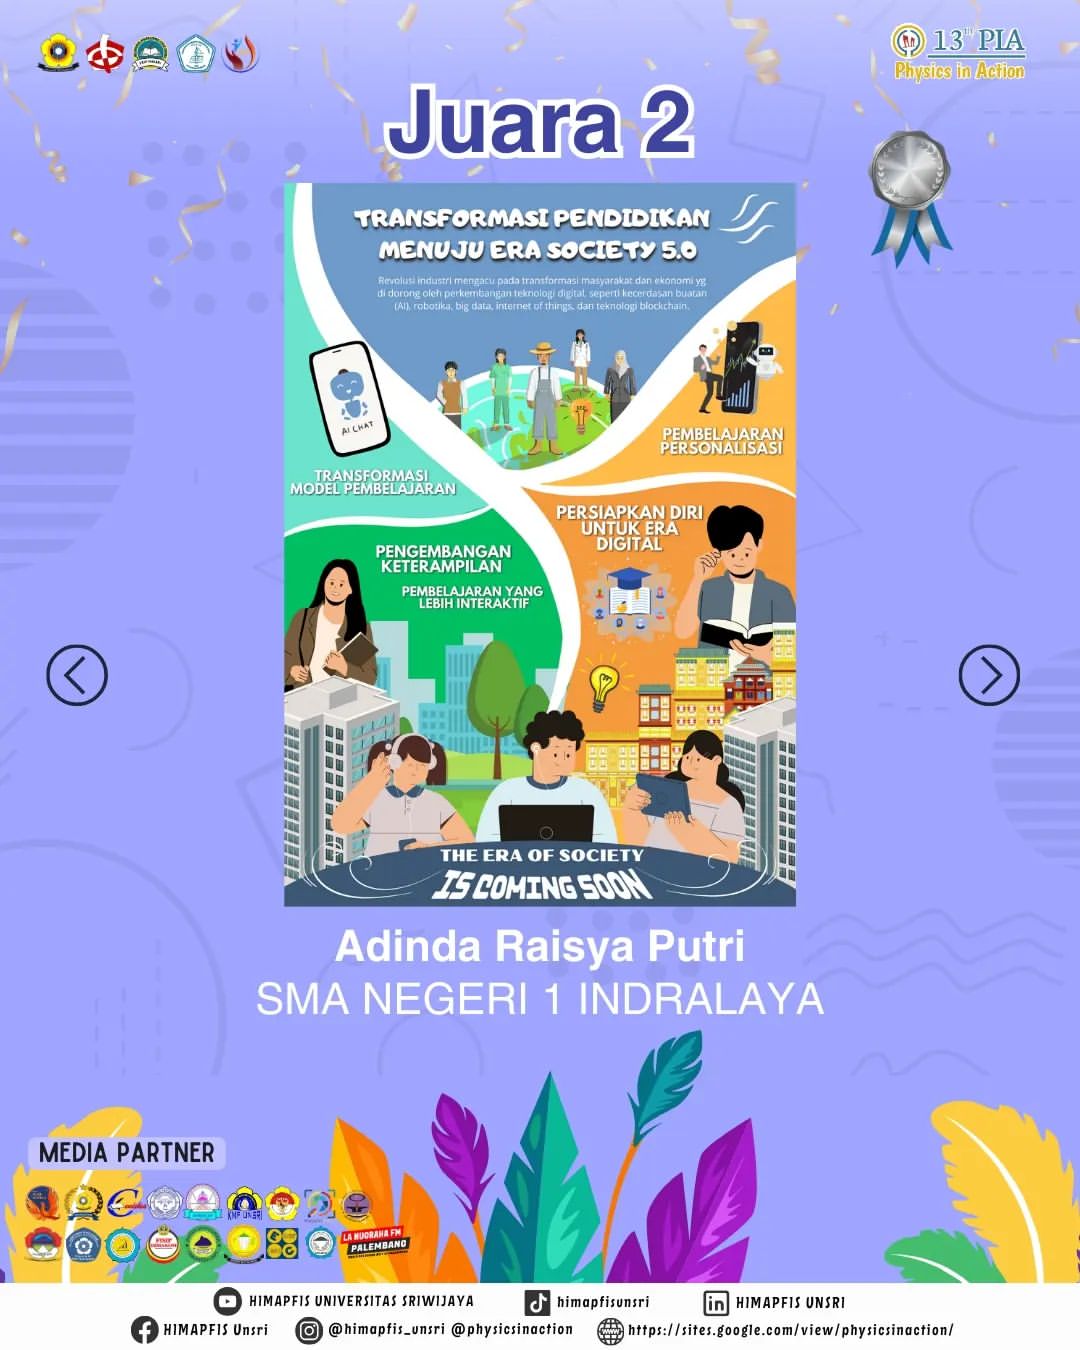 13th PIA
Physics in Action
Juara 2
TRANSFORMASI PENDIDIKAN
MENUJU ERA SOCIETY 5.0
Revolusi industri mengacu pada transformasi masyarakat dan ekonomi yg
di dorong oleh perkembangan teknologi digital, seperti kecerdasan buatan
(AI), robotika, big data, internet of things, dan teknologi blockchain.
AI CHAT
PEMBELAJARAN
PERSONALISASI
TRANSFORMASI
MODEL PEMBELAJARAN
PERSIAPKAN DIRI
UNTUK ERA
DIGITAL
PENGEMBANGAN
KETERAMPILAN
PEMBELAJARAN YANG
LEBIH INTERAKTIF
THE ERA OF SOCIETY
IS COMING SOON
Adinda Raisya Putri
SMA NEGERI 1 INDRALAYA
MEDIA PARTNER
KMF UNSRI
LA NUGRAHA FM
PALEMBANG
HIMAPFIS UNIVERSITAS SRIWIJAYA himapfisunsri HIMAPFIS UNSRI
HIMAPFIS Unsri @himapfis_unsri @physicsinaction https://sites.google.com/view/physicsinaction/